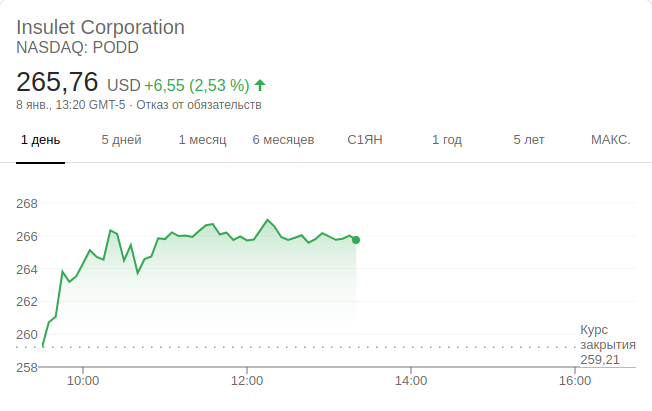 Insulet Corporation
NASDAQ: PODD
265,76 USD +6,55 (2,53 %)
8 янв., 13:20 GMT-5 · Отказ от обязательств
1 день 5 дней 1 месяц 6 месяцев С1ЯН 1 год 5 лет МАКС.
268
266
264
262
260
258
Курс
закрытия
259,21
10:00 12:00 14:00 16:00